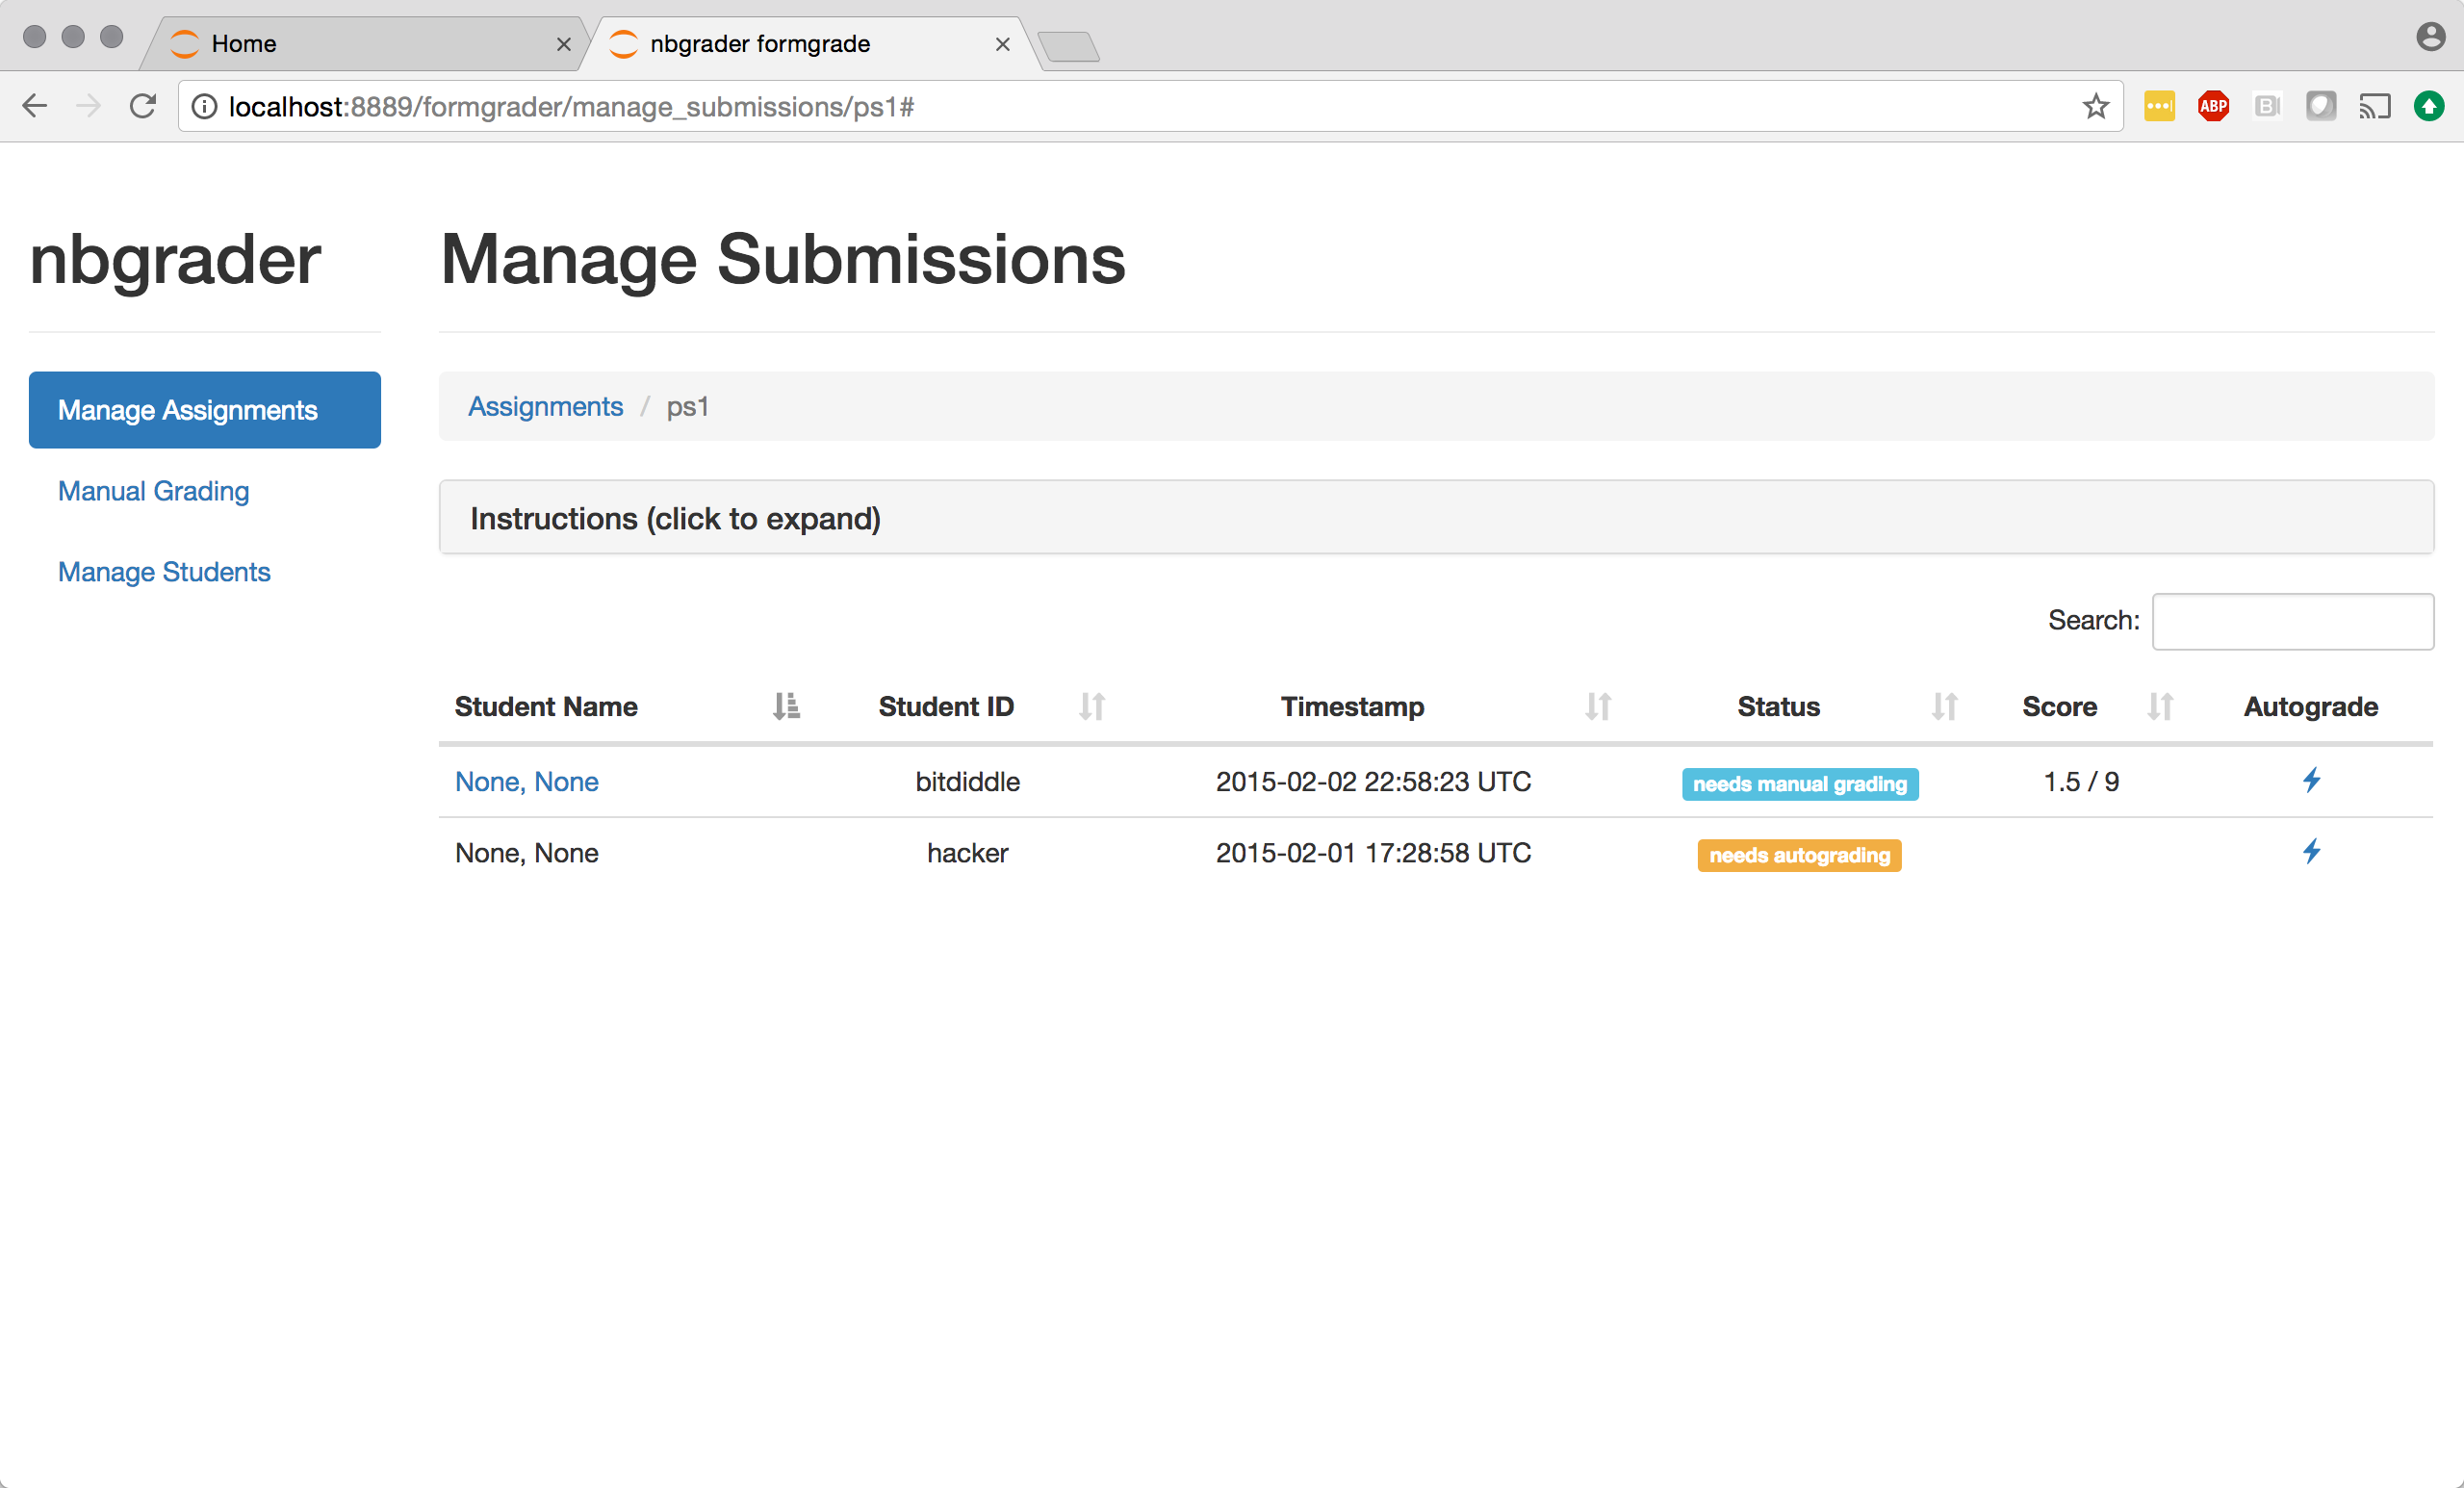 Home
nbgrader formgrade
localhost:8889/formgrader/manage_submissions/ps1#
ABP
B
nbgrader
Manage Submissions
Manage Assignments
Manual Grading
Manage Students
Assignments / ps1
Instructions (click to expand)
Search:
Student Name Student ID Timestamp Status Score Autograde
None, None bitdiddle 2015-02-02 22:58:23 UTC needs manual grading 1.5 / 9
None, None hacker 2015-02-01 17:28:58 UTC needs autograding